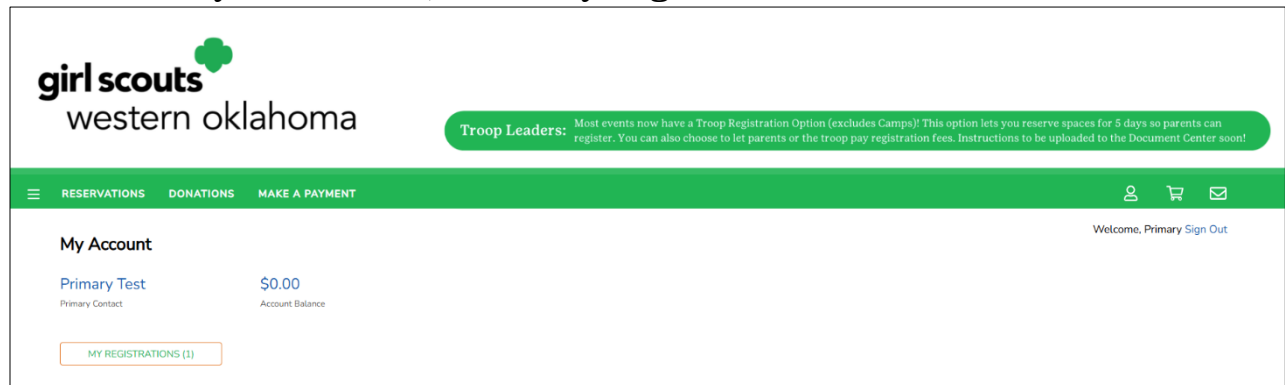 girl scouts
western oklahoma
Troop Leaders:
Most events now have a Troop Registration Option (excludes Camps)! This option lets you reserve spaces for 5 days so parents can
register. You can also choose to let parents or the troop pay registration fees. Instructions to be uploaded to the Document Center soon!
RESERVATIONS DONATIONS MAKE A PAYMENT
Welcome, Primary Sign Out
My Account
Primary Test $0.00
Primary Contact Account Balance
MY REGISTRATIONS (1)